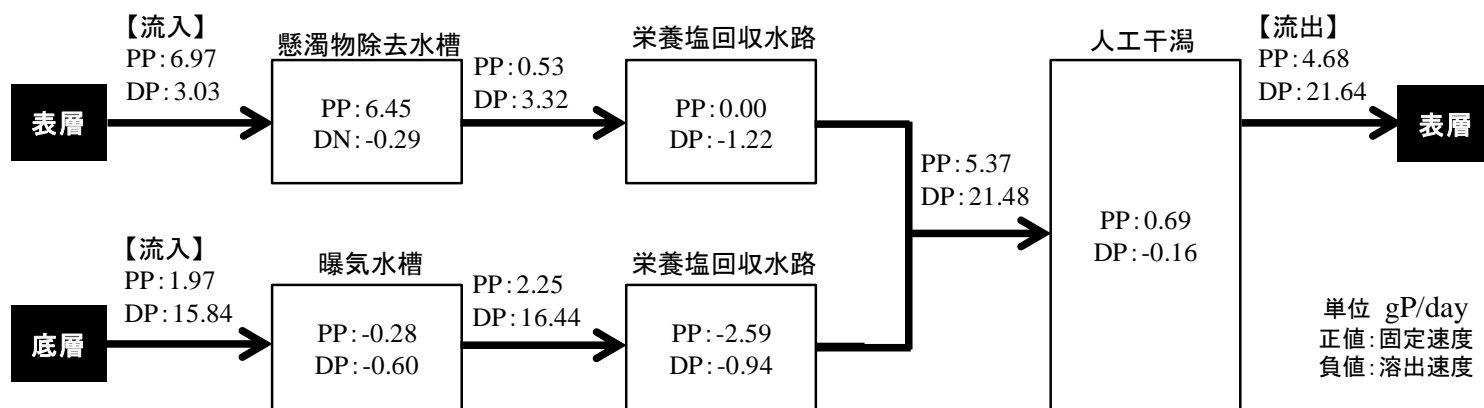 【流入】
PP:6.97
DP:3.03
表層
懸濁物除去水槽
PP:6.45
DN:-0.29
PP:0.53
DP:3.32
栄養塩回収水路
PP:0.00
DP:-1.22
【流入】
PP:1.97
DP:15.84
底層
曝気水槽
PP:-0.28
DP:-0.60
PP:2.25
DP:16.44
栄養塩回収水路
PP:-2.59
DP:-0.94
PP:5.37
DP:21.48
人工干潟
PP:0.69
DP:-0.16
【流出】
PP:4.68
DP:21.64
表層
単位 gP/day
正値:固定速度
負値:溶出速度